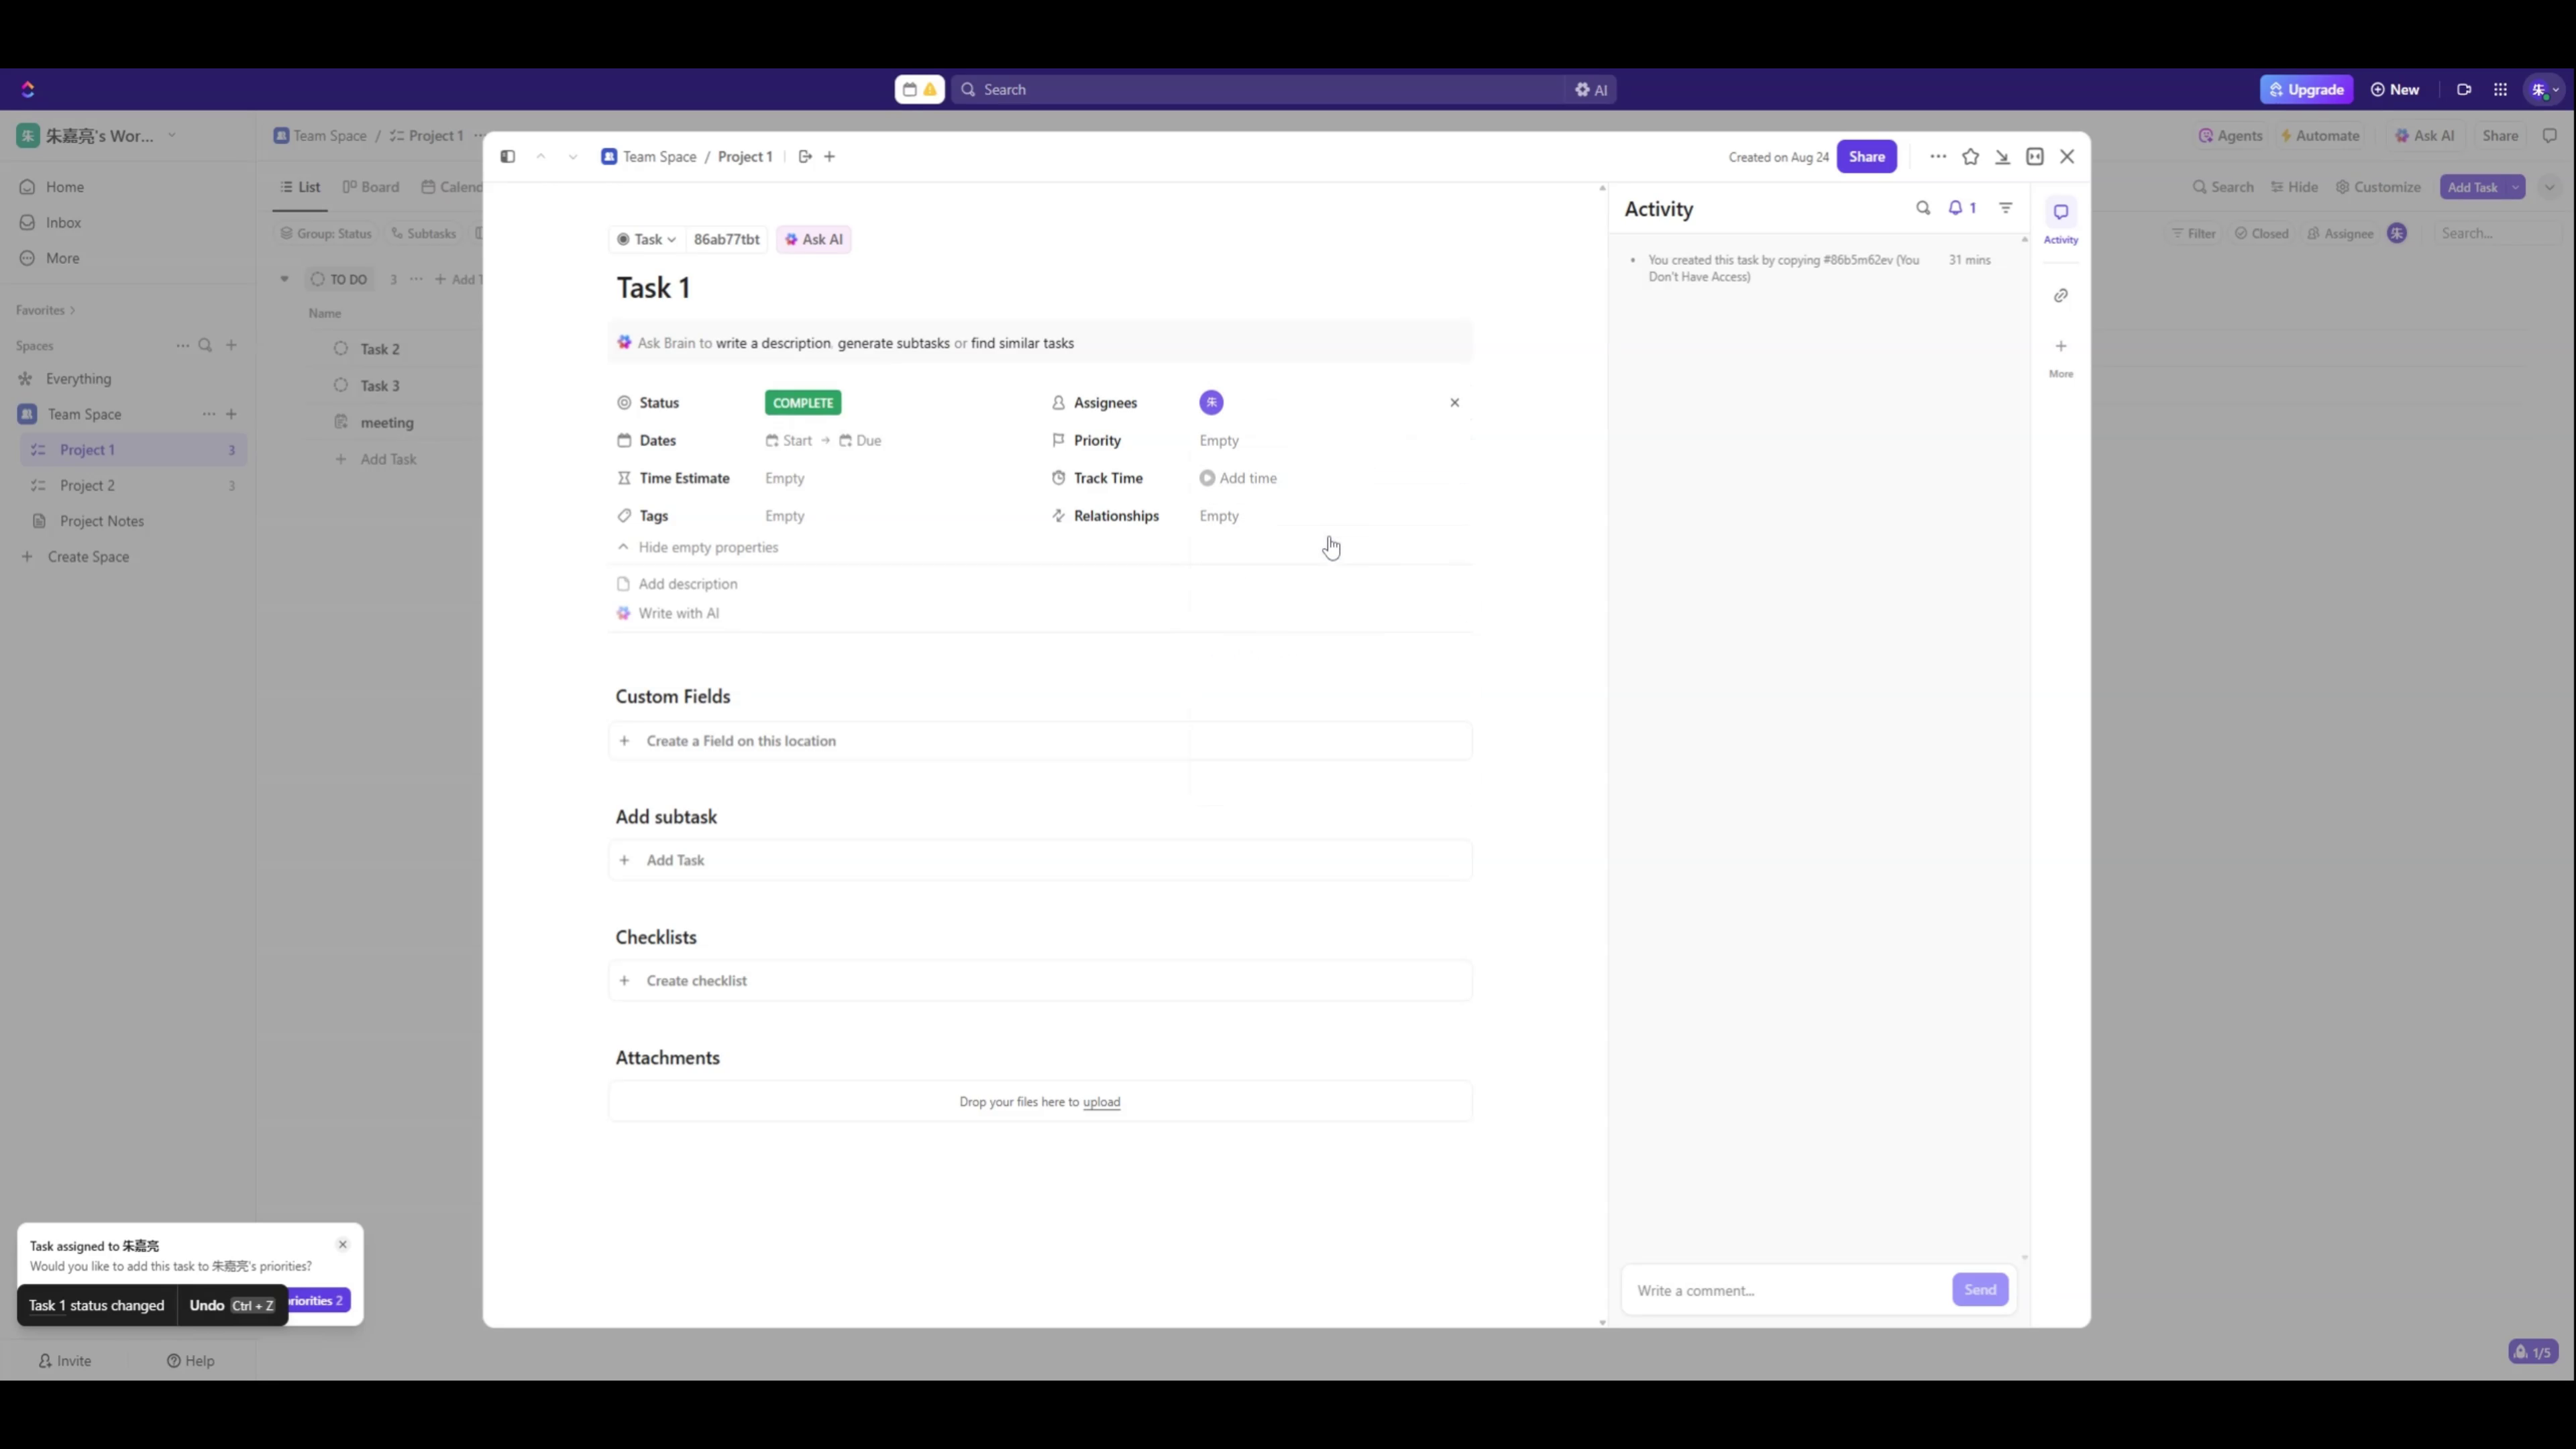 Search
AI
Upgrade
New
朱
朱 朱嘉亮's Wor...
Team Space / Project 1 ...
Agents
Automate
Ask AI
Share
Home
Inbox
More
Favorites
Spaces
Everything
Team Space
Project 1 3
Project 2 3
Project Notes
Create Space
List
Board
Calend
Search
Hide
Customize
Add Task
Group: Status
Subtasks
Filter
Closed
Assignee
朱
Search...
TO DO 3 ... + Add T
Name
Task 2
Task 3
meeting
+ Add Task
Team Space / Project 1
Created on Aug 24
Share
Task
86ab77tbt
Ask AI
Task 1
Ask Brain to write a description, generate subtasks or find similar tasks
Status COMPLETE
Assignees 朱
Dates Start → Due
Priority Empty
Time Estimate Empty
Track Time Add time
Tags Empty
Relationships Empty
Hide empty properties
Add description
Write with AI
Custom Fields
+ Create a Field on this location
Add subtask
+ Add Task
Checklists
+ Create checklist
Attachments
Drop your files here to upload
Activity
1
You created this task by copying #86b5m62ev (You
Don't Have Access)
31 mins
Write a comment...
Send
Activity
More
Task assigned to 朱嘉亮
Would you like to add this task to 朱嘉亮's priorities?
riorities 2
Task 1 status changed
Undo Ctrl + Z
Invite
Help
1/5